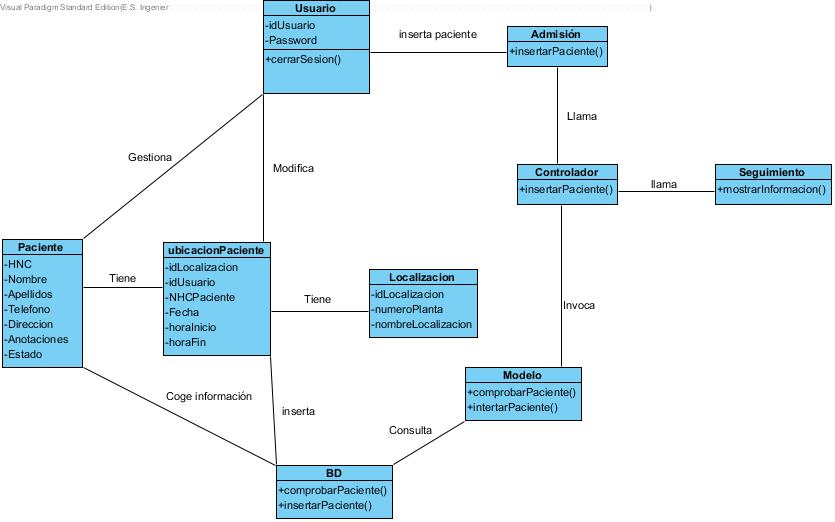 Visual Paradigm Standard Edition(E.S. Ingenier
)
Usuario
-idUsuario
-Password
+cerrarSesion()
inserta paciente
Admisión
+insertarPaciente()
Llama
Gestiona
Modifica
Controlador
+insertarPaciente()
llama
Seguimiento
+mostrarInformacion()
Paciente
-HNC
-Nombre
-Apellidos
-Telefono
-Direccion
-Anotaciones
-Estado
Tiene
ubicacionPaciente
-idLocalizacion
-idUsuario
-NHCPaciente
-Fecha
-horaInicio
-horaFin
Tiene
Localizacion
-idLocalizacion
-numeroPlanta
-nombreLocalizacion
Invoca
Modelo
+comprobarPaciente()
+intertarPaciente()
Coge información
inserta
Consulta
BD
+comprobarPaciente()
+insertarPaciente()